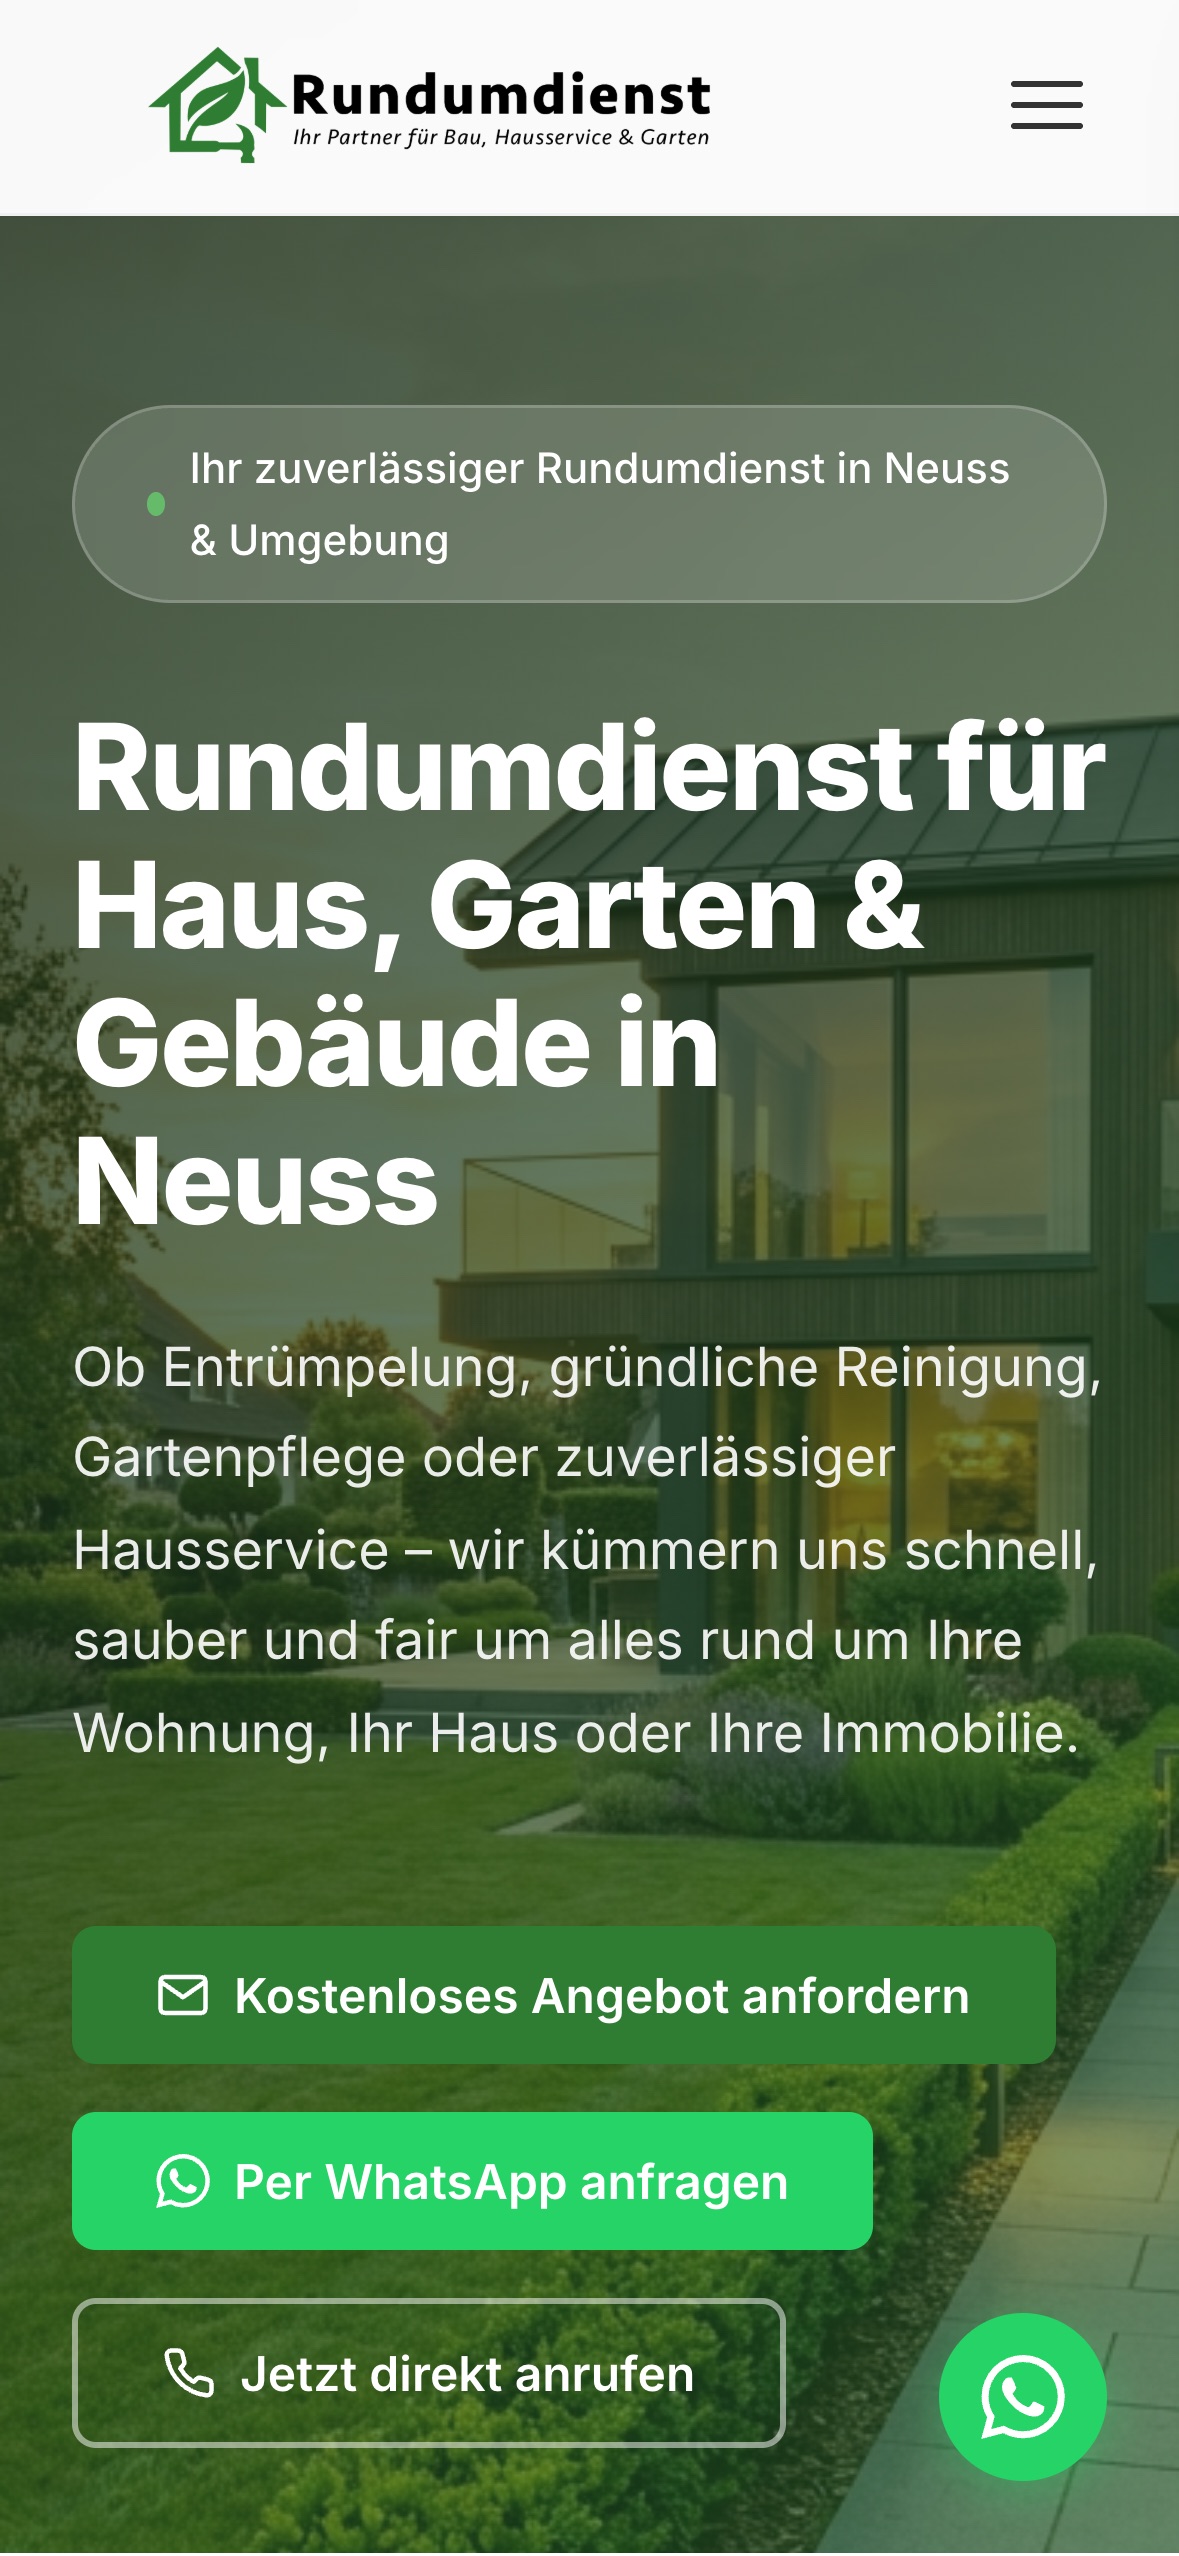 Rundumdienst
Ihr Partner für Bau, Hausservice & Garten
Ihr zuverlässiger Rundumdienst in Neuss
& Umgebung
Rundumdienst für
Haus, Garten &
Gebäude in
Neuss
Ob Entrümpelung, gründliche Reinigung,
Gartenpflege oder zuverlässiger
Hausservice – wir kümmern uns schnell,
sauber und fair um alles rund um Ihre
Wohnung, Ihr Haus oder Ihre Immobilie.
Kostenloses Angebot anfordern
Per WhatsApp anfragen
Jetzt direkt anrufen